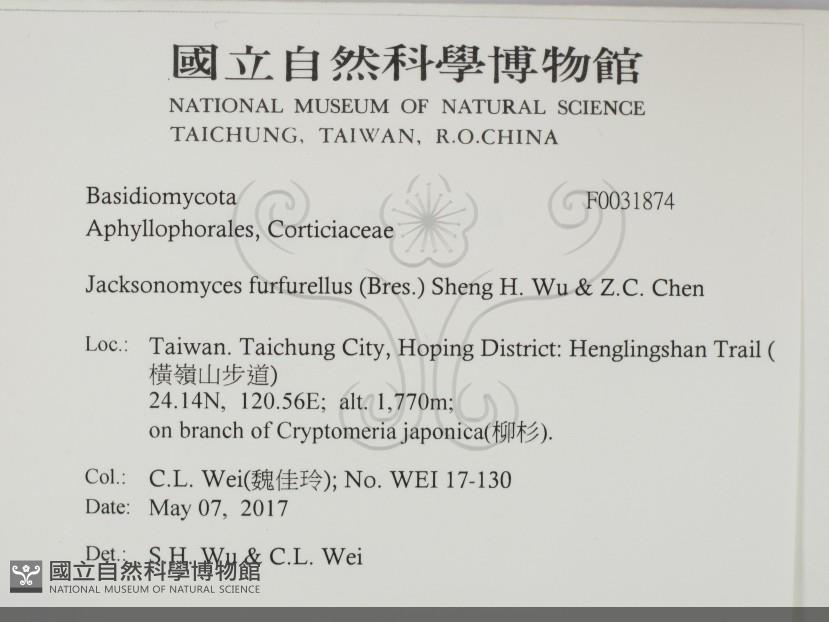 國立自然科學博物館
NATIONAL MUSEUM OF NATURAL SCIENCE
TAICHUNG, TAIWAN, R.O.CHINA
Basidiomycota F0031874
Aphyllophorales, Corticiaceae
Jacksonomyces furfurellus (Bres.) Sheng H. Wu & Z.C. Chen
Loc.: Taiwan. Taichung City, Hoping District: Henglingshan Trail (
橫嶺山步道)
24.14N, 120.56E; alt. 1,770m;
on branch of Cryptomeria japonica(柳杉).
Col.: C.L. Wei(魏佳玲); No. WEI 17-130
Date: May 07, 2017
Det.: S.H. Wu & C.L. Wei
國立自然科學博物館
NATIONAL MUSEUM OF NATURAL SCIENCE